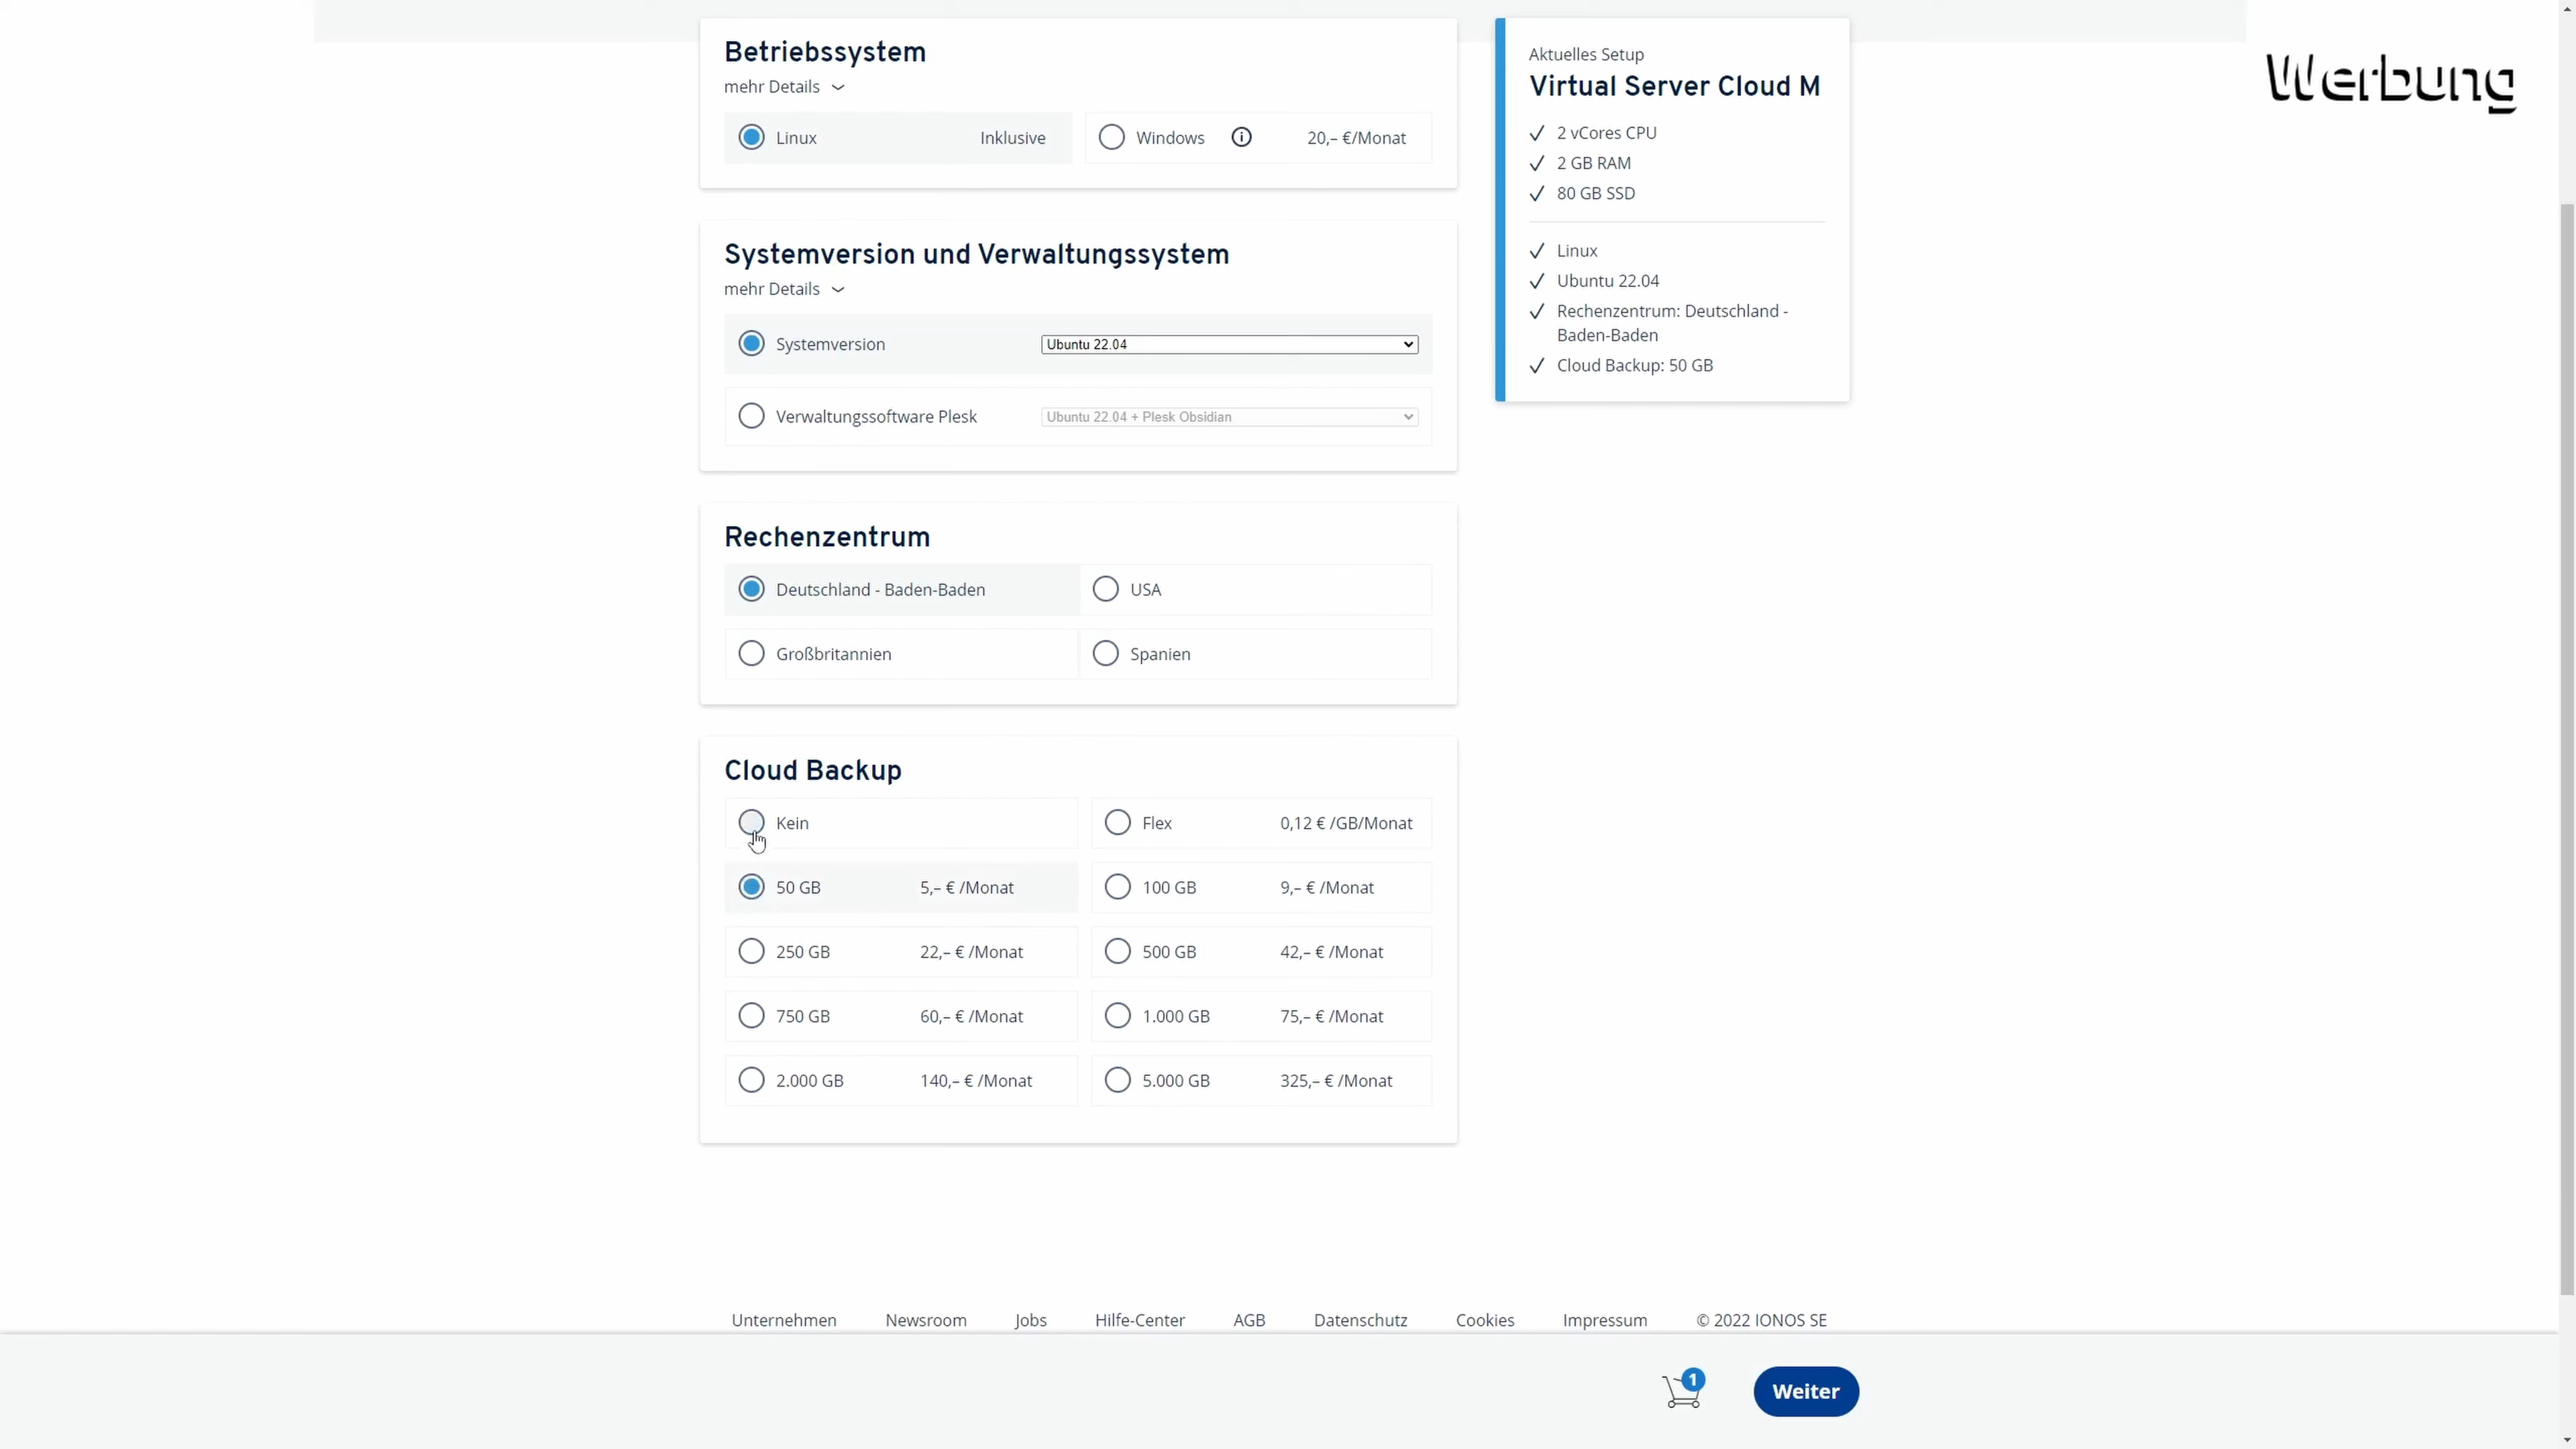 Betriebssystem
mehr Details
Linux Inklusive Windows 20,– €/Monat
Systemversion und Verwaltungssystem
mehr Details
Systemversion Ubuntu 22.04
Verwaltungssoftware Plesk Ubuntu 22.04 + Plesk Obsidian
Rechenzentrum
Deutschland - Baden-Baden USA
Großbritannien Spanien
Cloud Backup
Kein Flex 0,12 € /GB/Monat
50 GB 5,– € /Monat 100 GB 9,– € /Monat
250 GB 22,– € /Monat 500 GB 42,– € /Monat
750 GB 60,– € /Monat 1.000 GB 75,– € /Monat
2.000 GB 140,– € /Monat 5.000 GB 325,– € /Monat
Aktuelles Setup
Virtual Server Cloud M
2 vCores CPU
2 GB RAM
80 GB SSD
Linux
Ubuntu 22.04
Rechenzentrum: Deutschland -
Baden-Baden
Cloud Backup: 50 GB
Werbung
Unternehmen Newsroom Jobs Hilfe-Center AGB Datenschutz Cookies Impressum © 2022 IONOS SE
1
Weiter